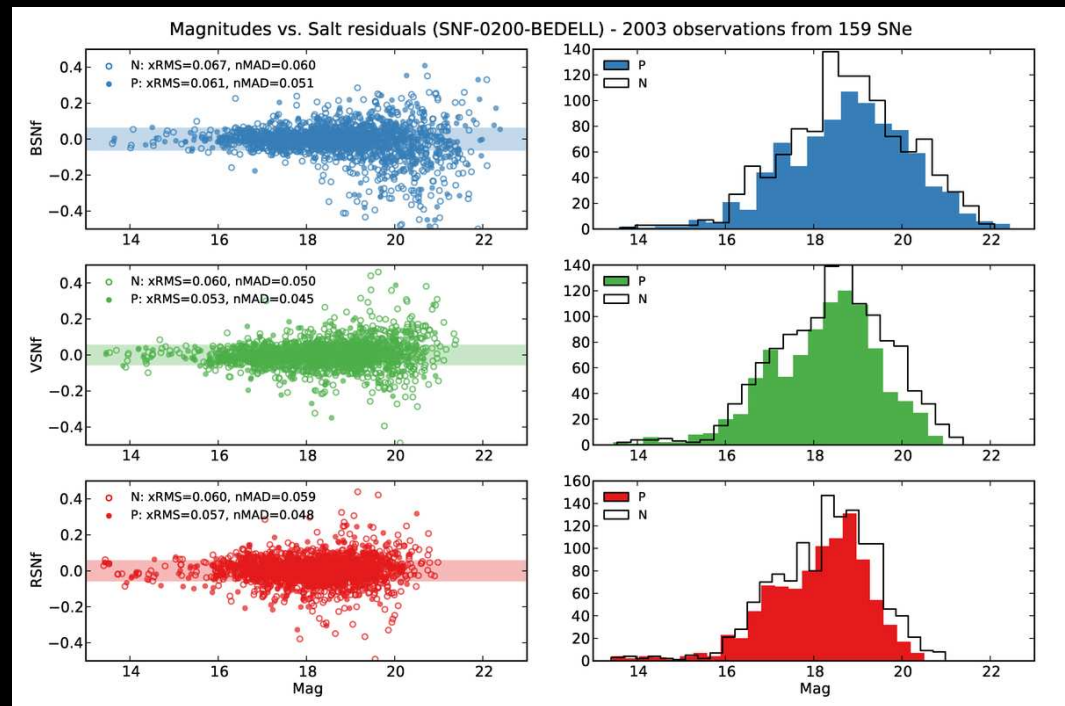 Magnitudes vs. Salt residuals (SNF-0200-BEDELL) - 2003 observations from 159 SNe
BSNf
0.4
0.2
0.0
−0.2
−0.4
N: xRMS=0.067, nMAD=0.060
P: xRMS=0.061, nMAD=0.051
14 16 18 20 22
140
120
100
80
60
40
20
0
P
N
14 16 18 20 22
VSNf
0.4
0.2
0.0
−0.2
−0.4
N: xRMS=0.060, nMAD=0.050
P: xRMS=0.053, nMAD=0.045
14 16 18 20 22
140
120
100
80
60
40
20
0
P
N
14 16 18 20 22
RSNf
0.4
0.2
0.0
−0.2
−0.4
N: xRMS=0.060, nMAD=0.059
P: xRMS=0.057, nMAD=0.048
14 16 18 20 22
Mag
160
140
120
100
80
60
40
20
0
P
N
14 16 18 20 22
Mag